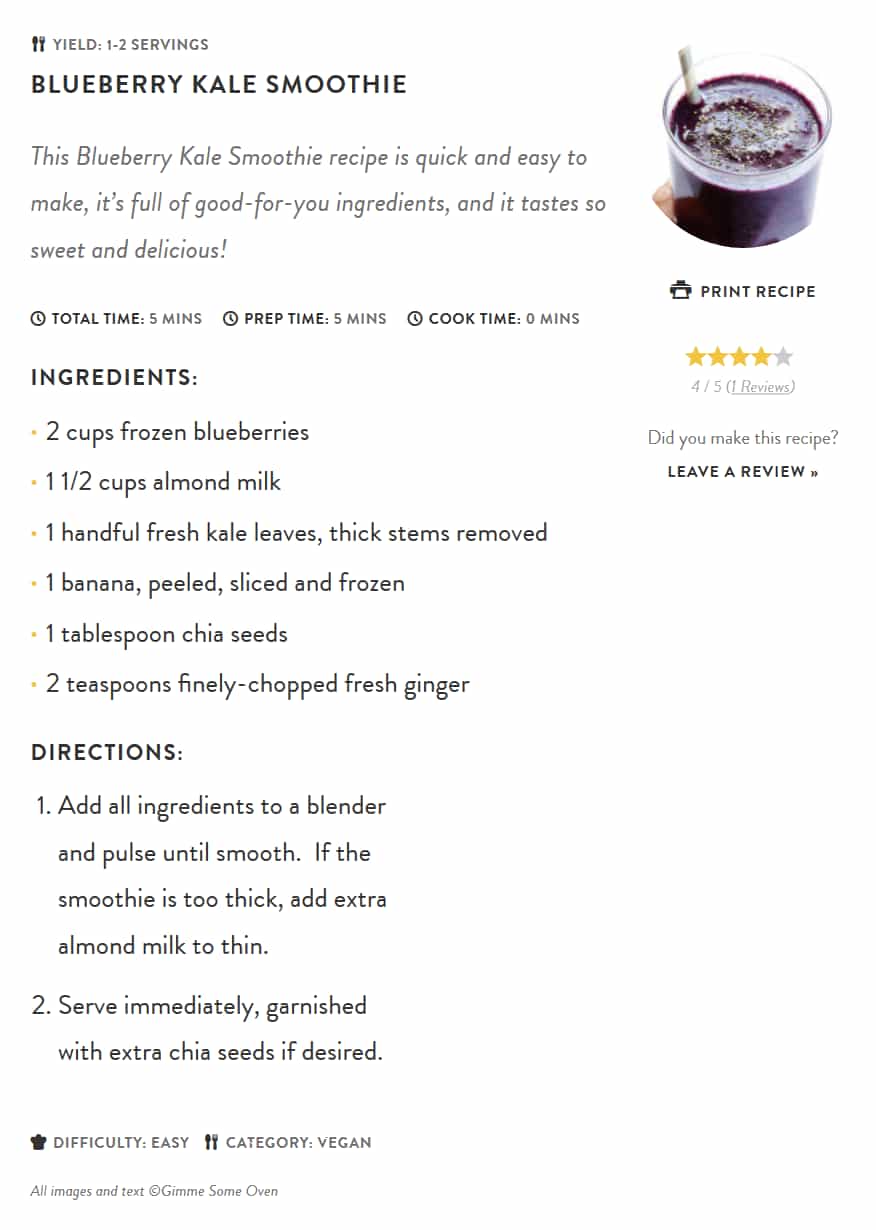 YIELD: 1-2 SERVINGS
BLUEBERRY KALE SMOOTHIE
This Blueberry Kale Smoothie recipe is quick and easy to
make, it's full of good-for-you ingredients, and it tastes so
sweet and delicious!
TOTAL TIME: 5 MINS PREP TIME: 5 MINS COOK TIME: 0 MINS
PRINT RECIPE
4 / 5 (1 Reviews)
Did you make this recipe?
LEAVE A REVIEW »
INGREDIENTS:
• 2 cups frozen blueberries
• 1 1/2 cups almond milk
• 1 handful fresh kale leaves, thick stems removed
• 1 banana, peeled, sliced and frozen
• 1 tablespoon chia seeds
• 2 teaspoons finely-chopped fresh ginger
DIRECTIONS:
1. Add all ingredients to a blender
and pulse until smooth.  If the
smoothie is too thick, add extra
almond milk to thin.
2. Serve immediately, garnished
with extra chia seeds if desired.
DIFFICULTY: EASY CATEGORY: VEGAN
All images and text ©Gimme Some Oven